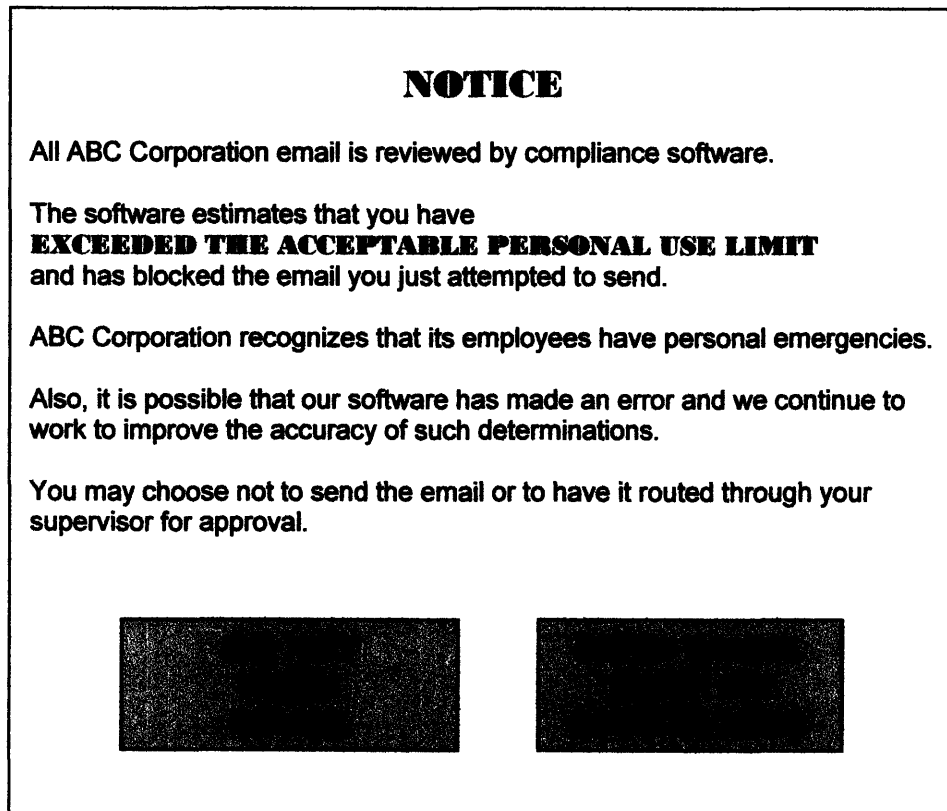 NOTICE
All ABC Corporation email is reviewed by compliance software.
The software estimates that you have
EXCEEDED THE ACCEPTABLE PERSONAL USE LIMIT
and has blocked the email you just attempted to send.
ABC Corporation recognizes that its employees have personal emergencies.
Also, it is possible that our software has made an error and we continue to
work to improve the accuracy of such determinations.
You may choose not to send the email or to have it routed through your
supervisor for approval.